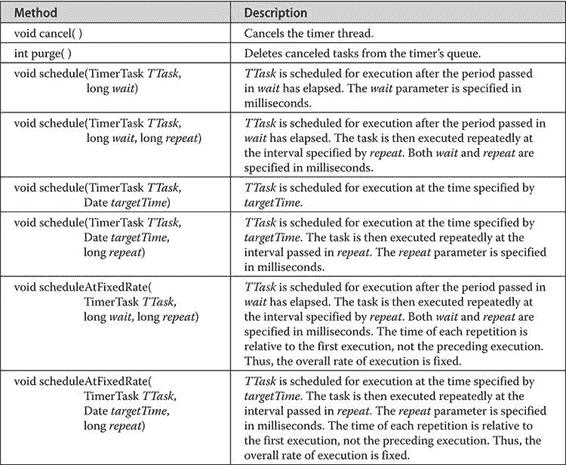 Method Description
void cancel( ) Cancels the timer thread.
int purge( ) Deletes canceled tasks from the timer's queue.
void schedule(TimerTask TTask,
long wait)
TTask is scheduled for execution after the period passed
in wait has elapsed. The wait parameter is specified in
milliseconds.
void schedule(TimerTask TTask,
long wait, long repeat)
TTask is scheduled for execution after the period passed in
wait has elapsed. The task is then executed repeatedly at
the interval specified by repeat. Both wait and repeat are
specified in milliseconds.
void schedule(TimerTask TTask,
Date targetTime)
TTask is scheduled for execution at the time specified by
targetTime.
void schedule(TimerTask TTask,
Date targetTime,
long repeat)
TTask is scheduled for execution at the time specified by
targetTime. The task is then executed repeatedly at the
interval passed in repeat. The repeat parameter is specified
in milliseconds.
void scheduleAtFixedRate(
TimerTask TTask,
long wait, long repeat)
TTask is scheduled for execution after the period passed in
wait has elapsed. The task is then executed repeatedly at
the interval specified by repeat. Both wait and repeat are
specified in milliseconds. The time of each repetition is
relative to the first execution, not the preceding execution.
Thus, the overall rate of execution is fixed.
void scheduleAtFixedRate(
TimerTask TTask,
Date targetTime,
long repeat)
TTask is scheduled for execution at the time specified by
targetTime. The task is then executed repeatedly at the
interval passed in repeat. The repeat parameter is specified
in milliseconds. The time of each repetition is relative to
the first execution, not the preceding execution. Thus, the
overall rate of execution is fixed.